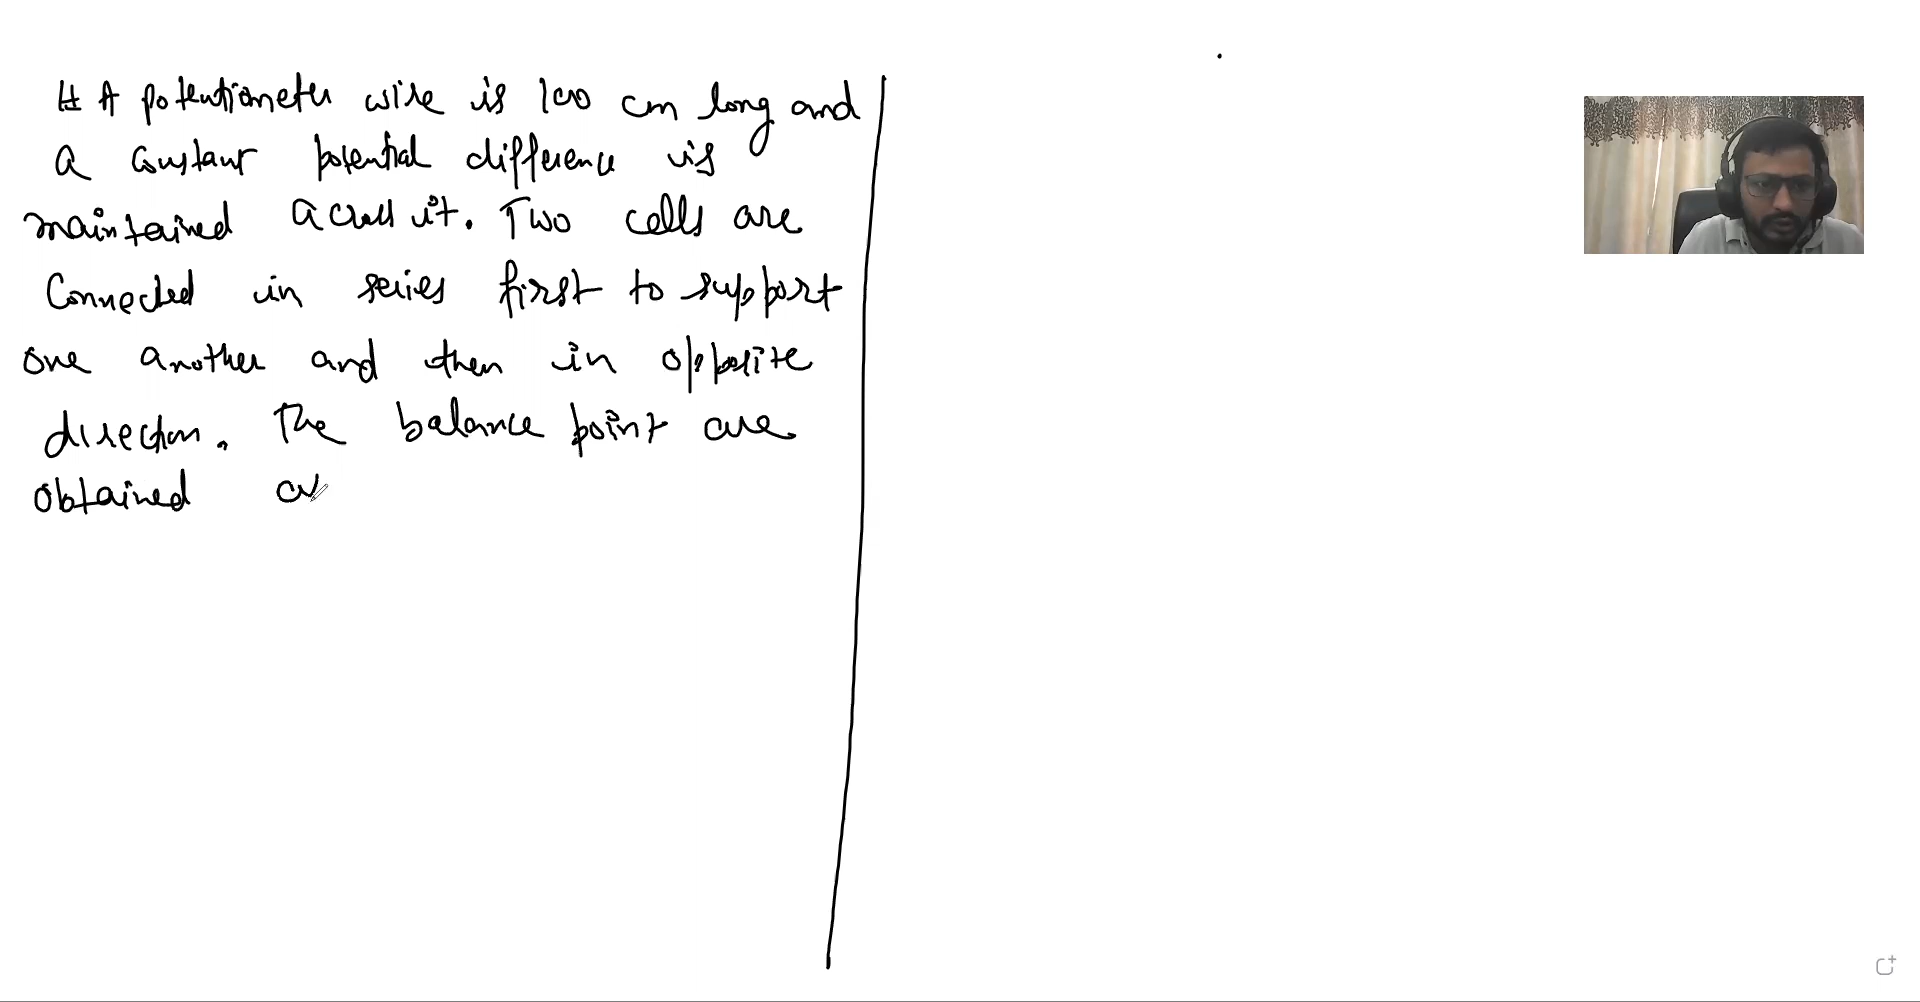 # A potentiometer wire is 100 cm long and
a constant potential difference is
maintained across it. Two cells are
Connected in series first to support
one another and then in opposite
direction. The balance point are
obtained